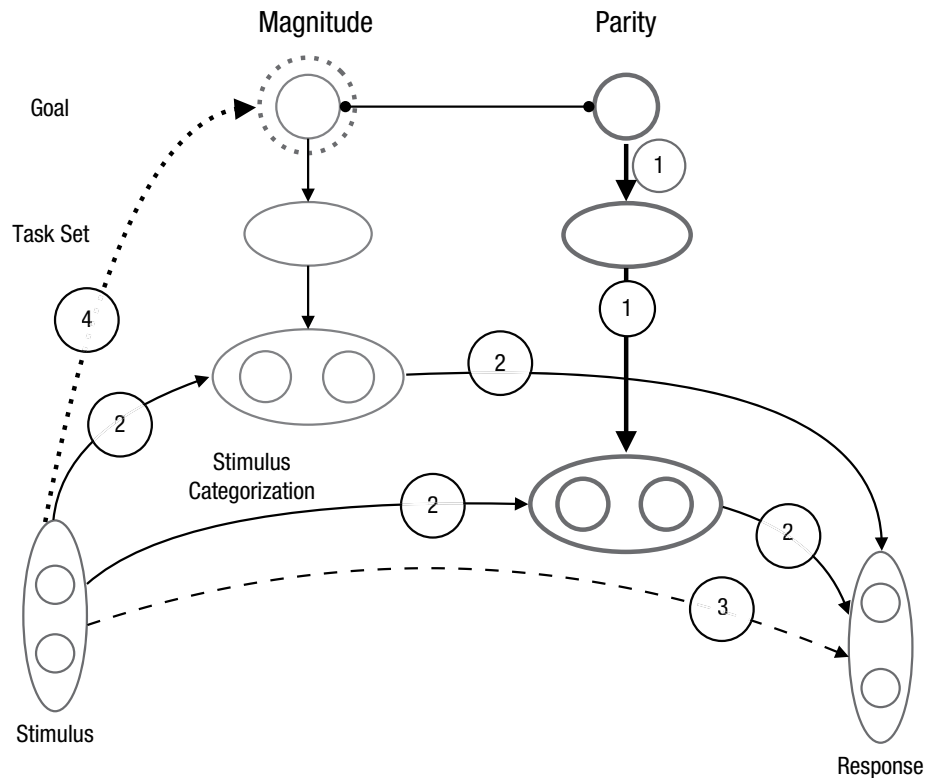 Magnitude
Parity
Goal
1
Task Set
1
4
2
2
Stimulus
Categorization
2
2
3
Stimulus
Response